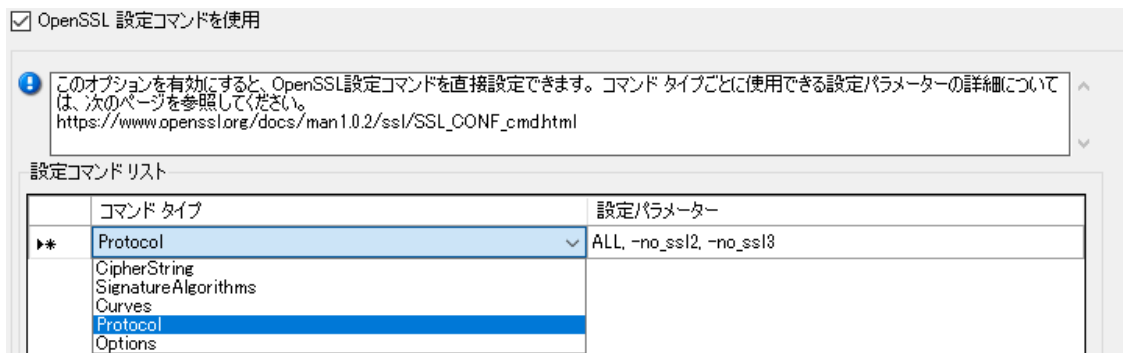 OpenSSL 設定コマンドを使用
このオプションを有効にすると、OpenSSL設定コマンドを直接設定できます。コマンド タイプごとに使用できる設定パラメーターの詳細について
は、次のページを参照してください。
https://www.openssl.org/docs/man1.0.2/ssl/SSL_CONF_cmd.html
設定コマンド リスト
コマンド タイプ 設定パラメーター
Protocol ALL, -no_ssl2, -no_ssl3
CipherString
SignatureAlgorithms
Curves
Protocol
Options